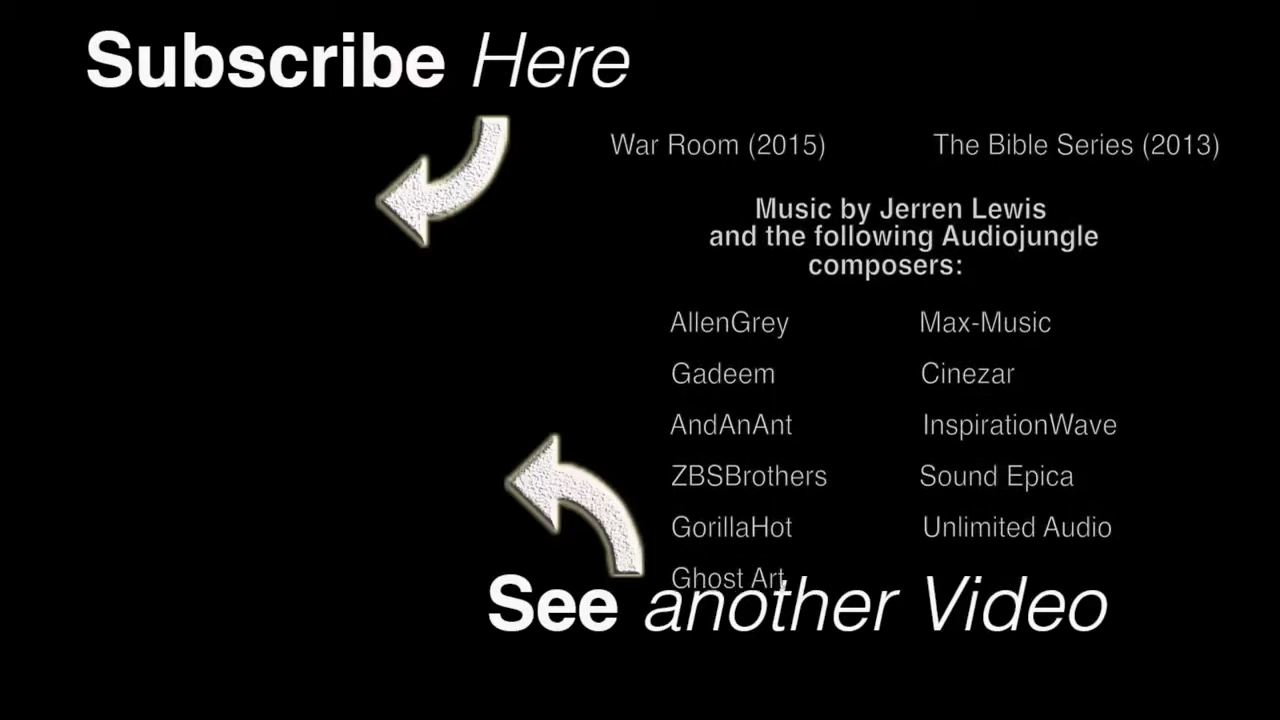 Subscribe Here
War Room (2015) The Bible Series (2013)
Music by Jerren Lewis
and the following Audiojungle
composers:
AllenGrey Max-Music
Gadeem Cinezar
AndAnAnt InspirationWave
ZBSBrothers Sound Epica
GorillaHot Unlimited Audio
Ghost Art
See another Video